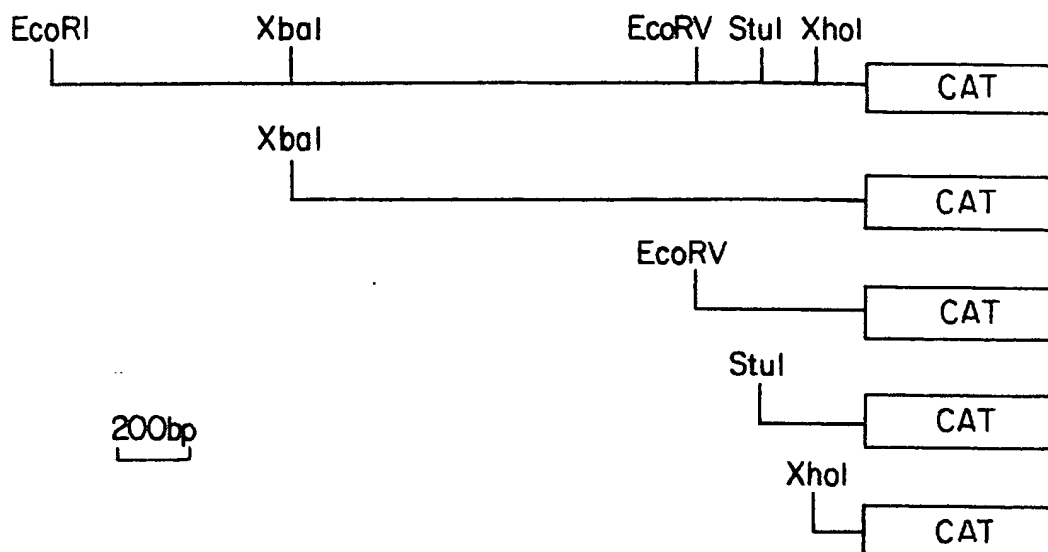 EcoRI XbaI EcoRV StuI XhoI
CAT
XbaI
CAT
EcoRV
CAT
StuI
CAT
200bp
XhoI
CAT